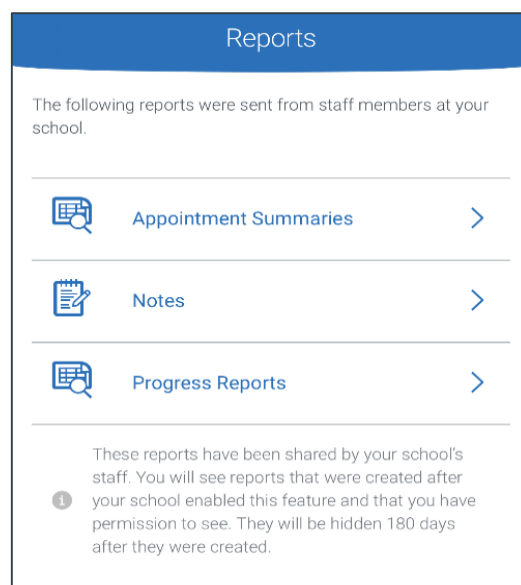 Reports
The following reports were sent from staff members at your
school.
Appointment Summaries
Notes
Progress Reports
These reports have been shared by your school's
staff. You will see reports that were created after
your school enabled this feature and that you have
permission to see. They will be hidden 180 days
after they were created.